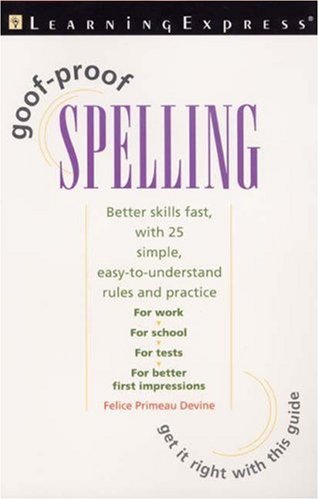 LEARNINGEXPRESS®
goof-proof
SPELLING
Better skills fast,
with 25
simple,
easy-to-understand
rules and practice
For work
For school
For tests
For better
first impressions
Felice Primeau Devine
get it right with this guide